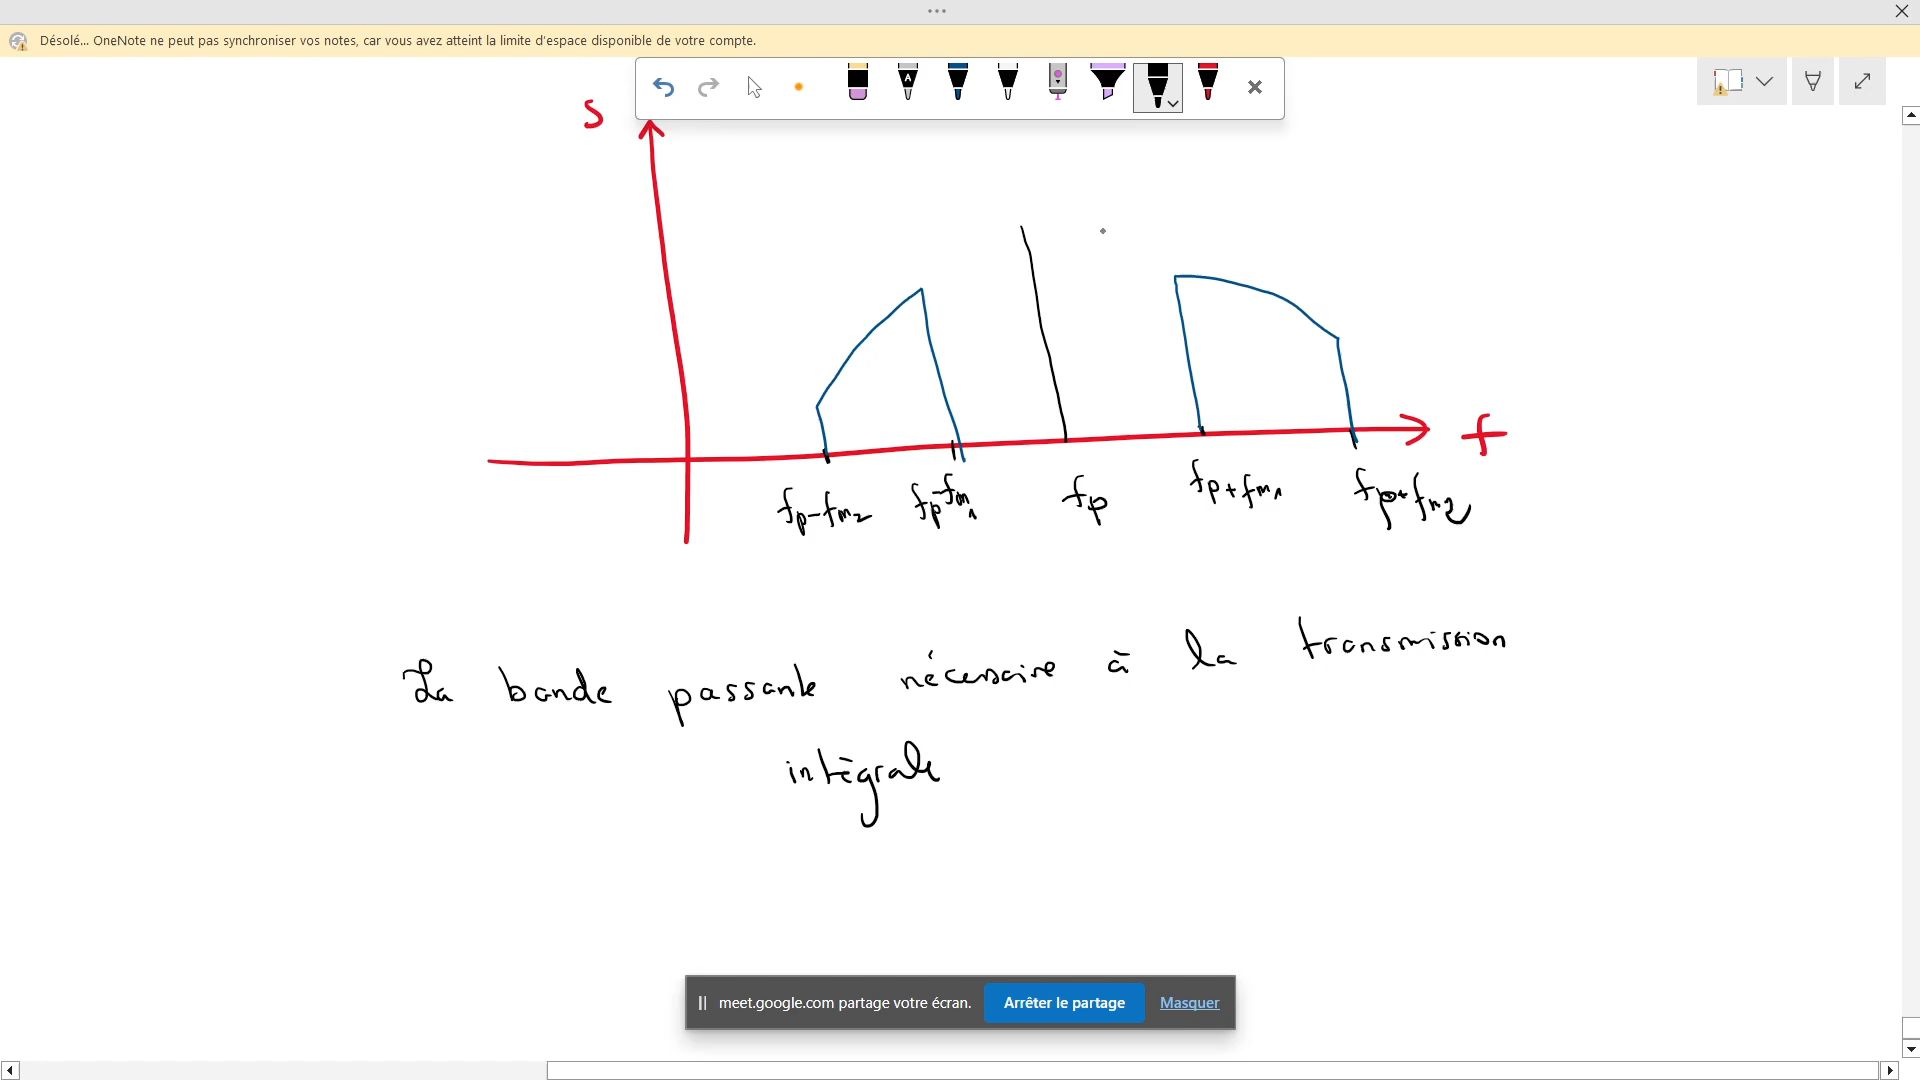 Désolé... OneNote ne peut pas synchroniser vos notes, car vous avez atteint la limite d'espace disponible de votre compte.
A
S
f
fp-fm2 fp-fm1 fp fp+fm1 fp+fm2
La bande passante nécessaire à la transmission
intégrale
meet.google.com partage votre écran. Arrêter le partage Masquer